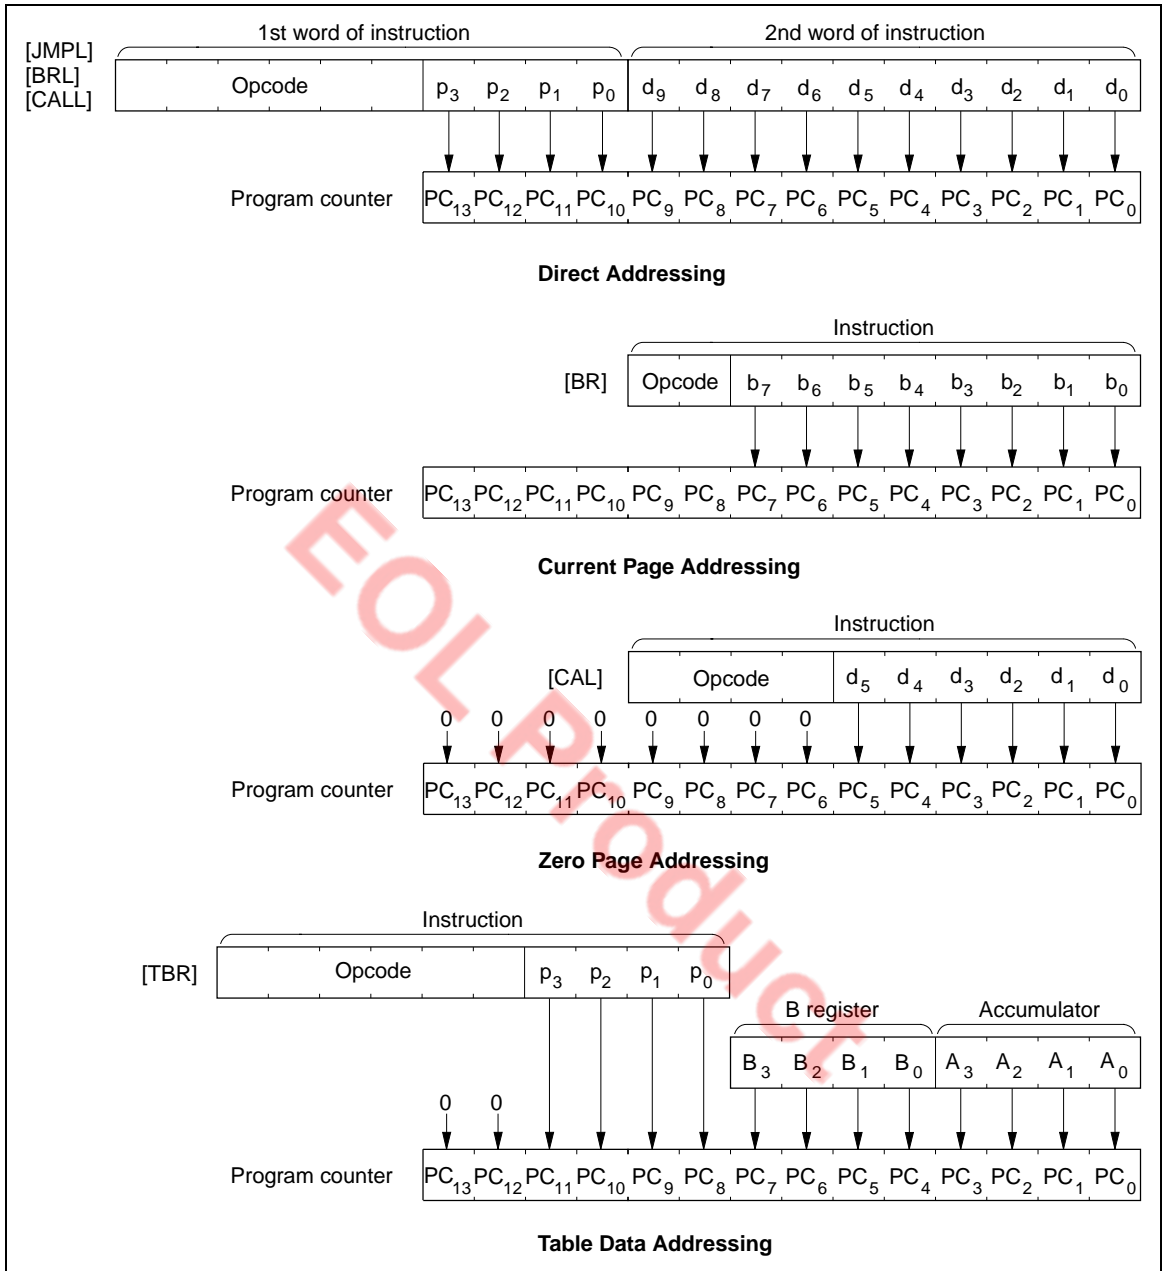 1st word of instruction 2nd word of instruction
[JMPL]
[BRL]
[CALL]
Opcode p3 p2 p1 p0 d9 d8 d7 d6 d5 d4 d3 d2 d1 d0
Program counter PC13 PC12 PC11 PC10 PC9 PC8 PC7 PC6 PC5 PC4 PC3 PC2 PC1 PC0
Direct Addressing
Instruction
[BR] Opcode b7 b6 b5 b4 b3 b2 b1 b0
Program counter PC13 PC12 PC11 PC10 PC9 PC8 PC7 PC6 PC5 PC4 PC3 PC2 PC1 PC0
Current Page Addressing
Instruction
[CAL] Opcode d5 d4 d3 d2 d1 d0
0 0 0 0 0 0 0 0
Program counter PC13 PC12 PC11 PC10 PC9 PC8 PC7 PC6 PC5 PC4 PC3 PC2 PC1 PC0
Zero Page Addressing
Instruction
[TBR] Opcode p3 p2 p1 p0
B register Accumulator
B3 B2 B1 B0 A3 A2 A1 A0
0 0
Program counter PC13 PC12 PC11 PC10 PC9 PC8 PC7 PC6 PC5 PC4 PC3 PC2 PC1 PC0
Table Data Addressing
EOL Product